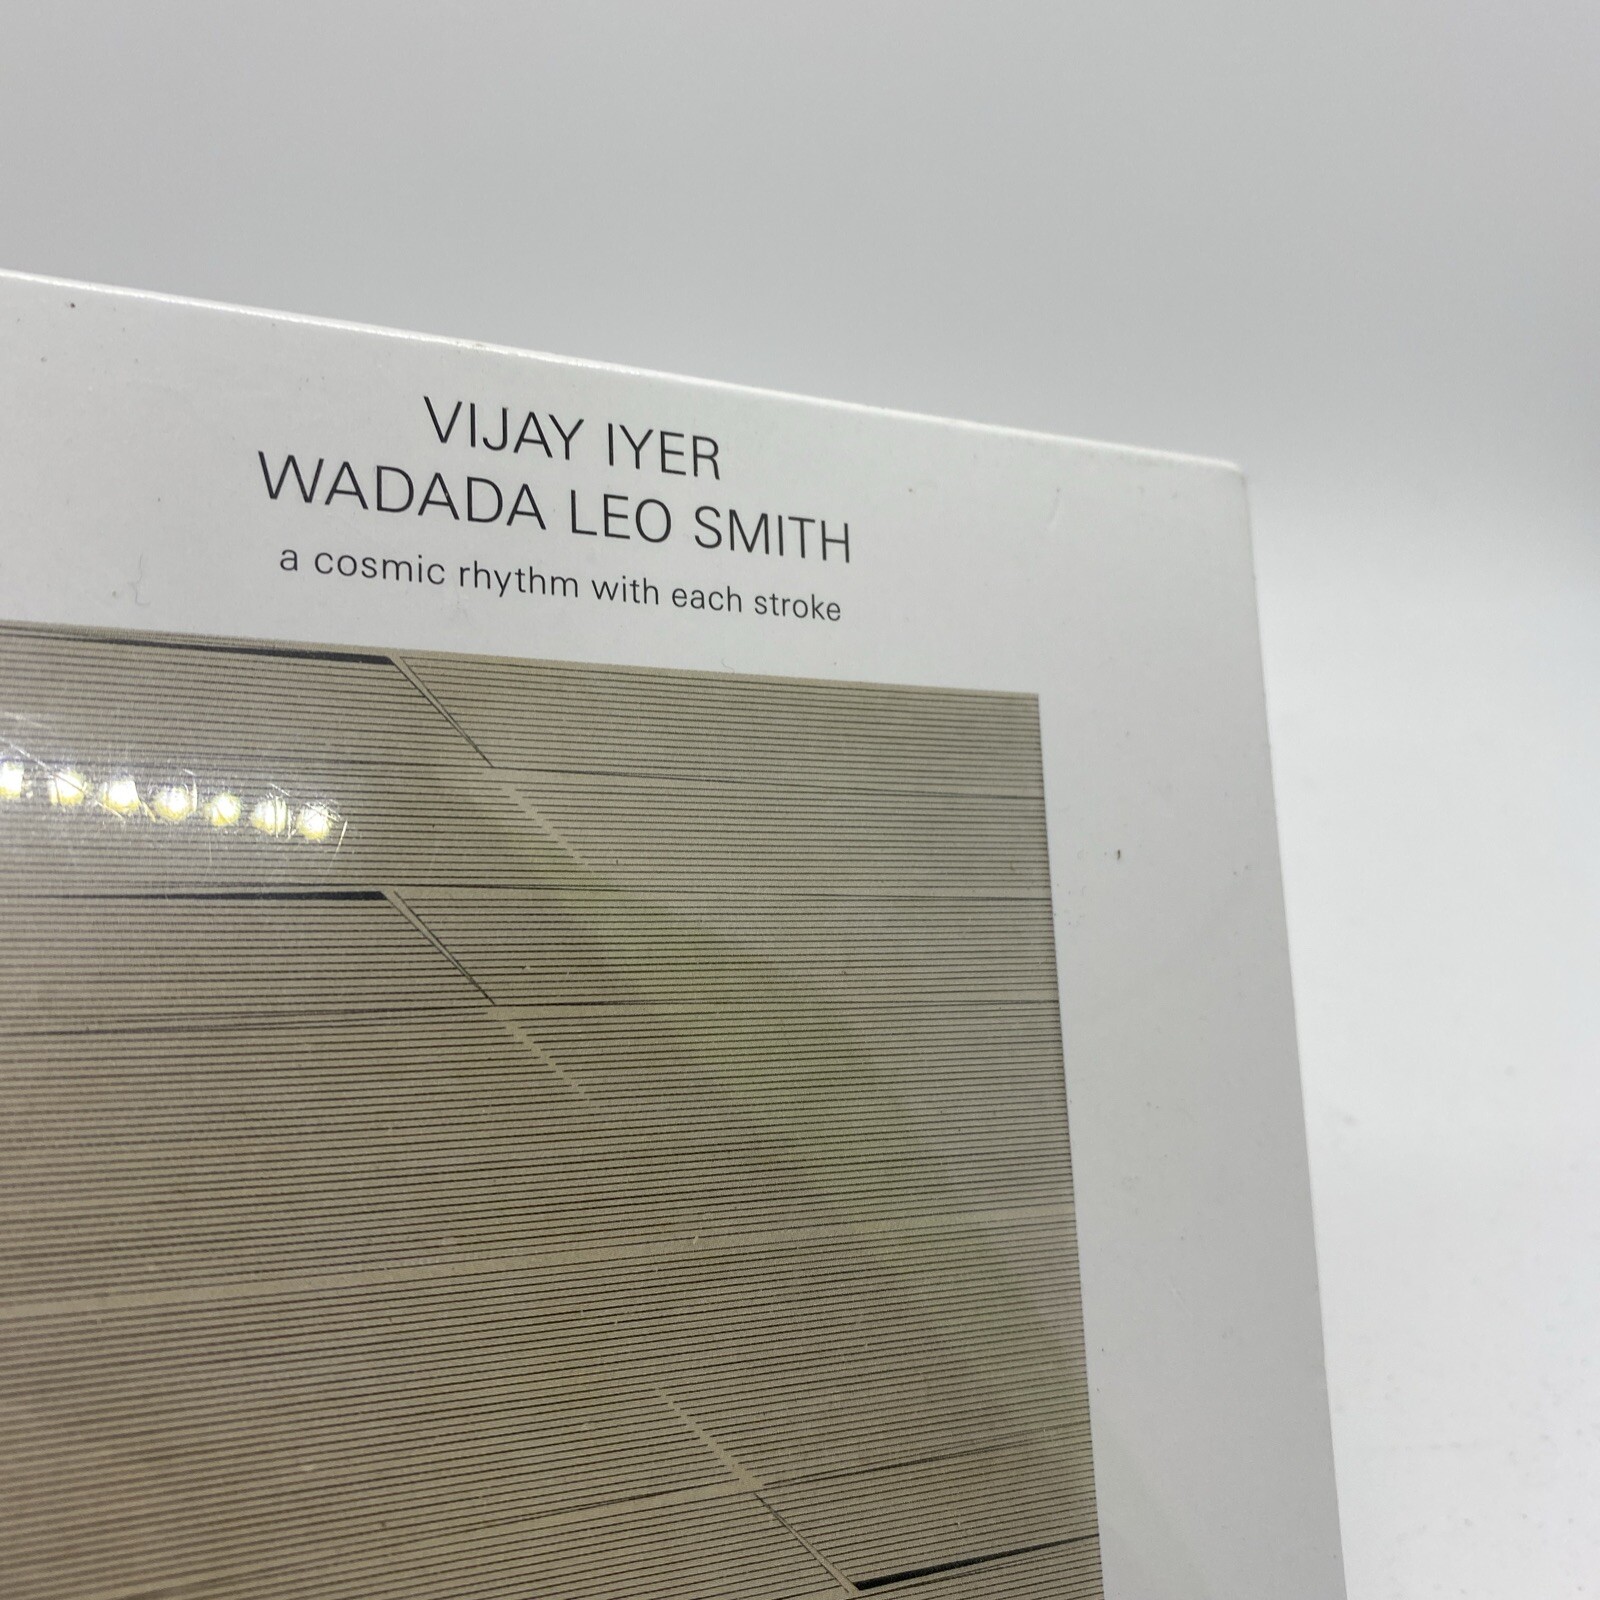 VIJAY IYER
WADADA LEO SMITH
a cosmic rhythm with each stroke